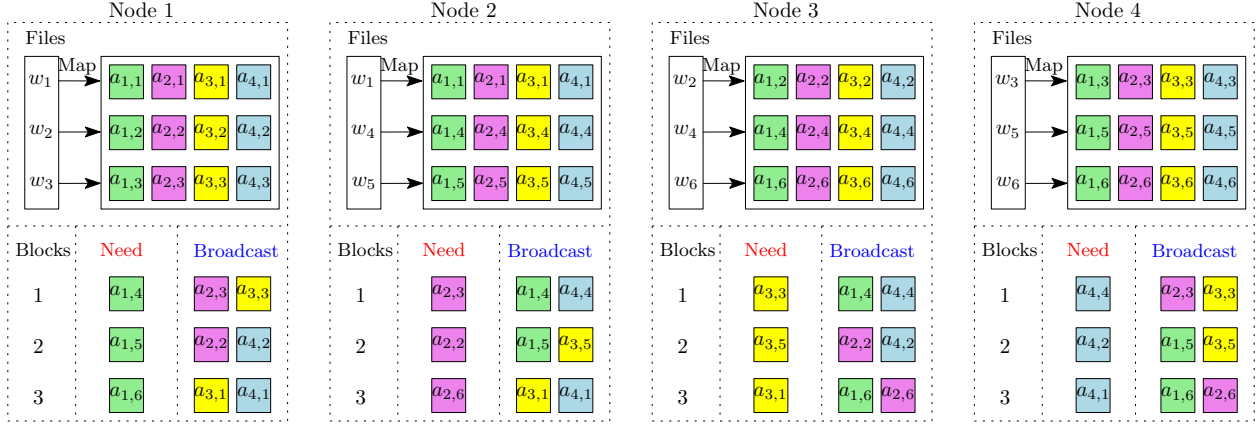 Node 1
Files
Map
w1 a1,1 a2,1 a3,1 a4,1
w2 a1,2 a2,2 a3,2 a4,2
w3 a1,3 a2,3 a3,3 a4,3
Blocks Need Broadcast
1 a1,4 a2,3 a3,3
2 a1,5 a2,2 a4,2
3 a1,6 a3,1 a4,1
Node 2
Files
Map
w1 a1,1 a2,1 a3,1 a4,1
w4 a1,4 a2,4 a3,4 a4,4
w5 a1,5 a2,5 a3,5 a4,5
Blocks Need Broadcast
1 a2,3 a1,4 a4,4
2 a2,2 a1,5 a3,5
3 a2,6 a3,1 a4,1
Node 3
Files
Map
w2 a1,2 a2,2 a3,2 a4,2
w4 a1,4 a2,4 a3,4 a4,4
w6 a1,6 a2,6 a3,6 a4,6
Blocks Need Broadcast
1 a3,3 a1,4 a4,4
2 a3,5 a2,2 a4,2
3 a3,1 a1,6 a2,6
Node 4
Files
Map
w3 a1,3 a2,3 a3,3 a4,3
w5 a1,5 a2,5 a3,5 a4,5
w6 a1,6 a2,6 a3,6 a4,6
Blocks Need Broadcast
1 a4,4 a2,3 a3,3
2 a4,2 a1,5 a3,5
3 a4,1 a1,6 a2,6